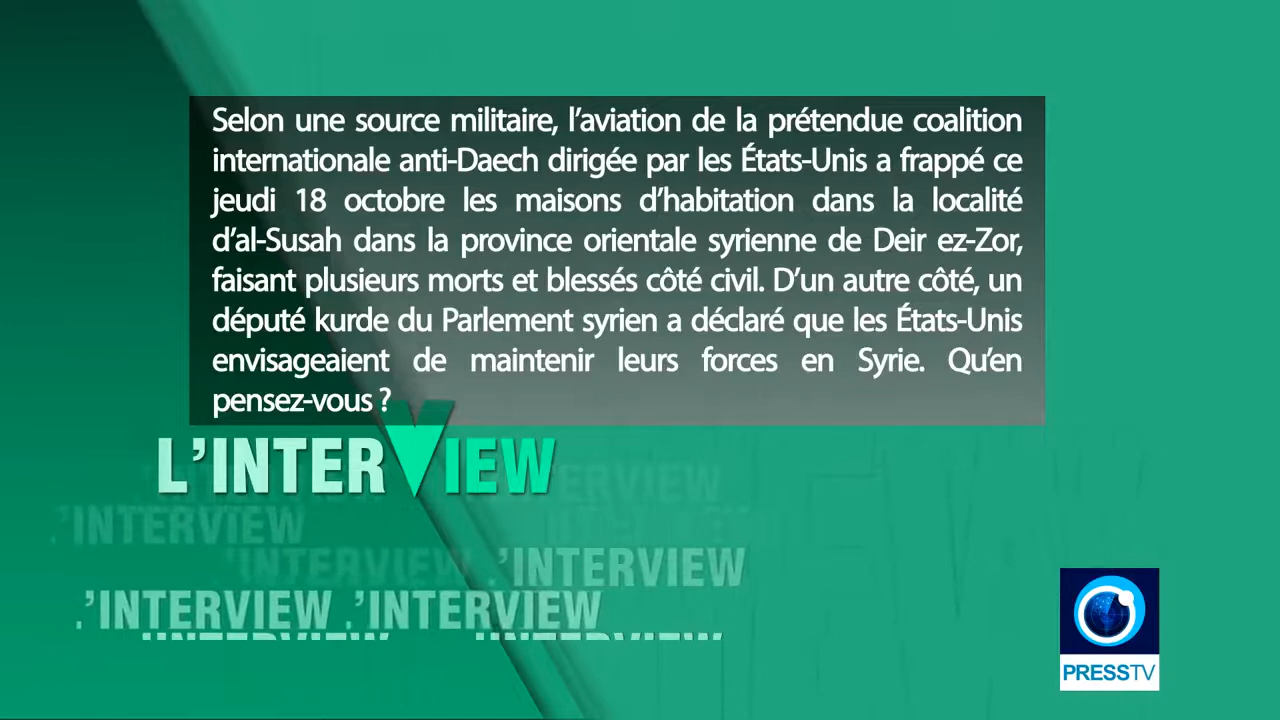 Selon une source militaire, l’aviation de la prétendue coalition
internationale anti-Daech dirigée par les États-Unis a frappé ce
jeudi 18 octobre les maisons d’habitation dans la localité
d’al-Susah dans la province orientale syrienne de Deir ez-Zor,
faisant plusieurs morts et blessés côté civil. D’un autre côté, un
député kurde du Parlement syrien a déclaré que les États-Unis
envisageaient de maintenir leurs forces en Syrie. Qu’en
pensez-vous ?
L’INTERVIEW
ERVIEW
.’INTERVIEW
’INTERVIEW .’INTERVIEW
.’INTERVIEW .’INTERVIEW
PRESSTV